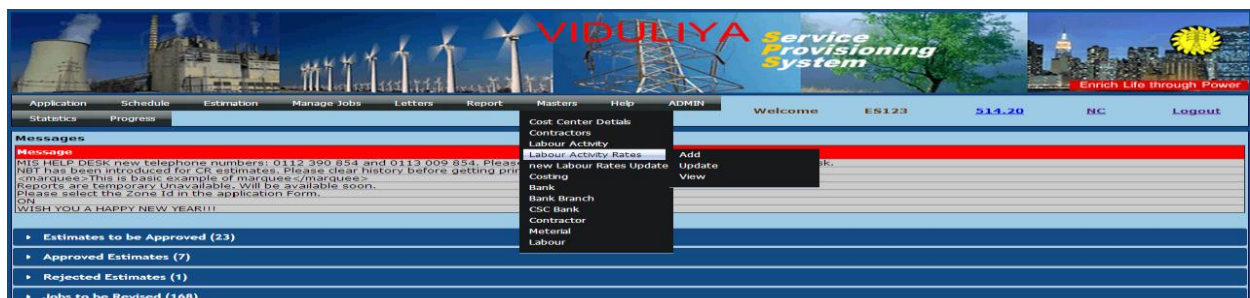 VIDULIYA Service
Provisioning
System
Enrich Life through Power
Application Schedule Estimation Manage Jobs Letters Report Masters Help ADMIN
Statistics Progress
Welcome ES123 514.20 NC Logout
Cost Center Detials
Contractors
Labour Activity
Labour Activity Rates
new Labour Rates Update
Costing
Bank
Bank Branch
CSC Bank
Contractor
Meterial
Labour
Add
Update
View
Messages
Message
MIS HELP DESK new telephone numbers: 0112 390 854 and 0113 009 854. Please sk.
NBT has been introduced for CR estimates. Please clear history before getting prin
<marquee>This is basic example of marquee</marquee>
Reports are temporary Unavailable. Will be available soon.
Please select the Zone Id in the application Form.
ON
WISH YOU A HAPPY NEW YEAR!!!
Estimates to be Approved (23)
Approved Estimates (7)
Rejected Estimates (1)
Jobs to be Revised (168)